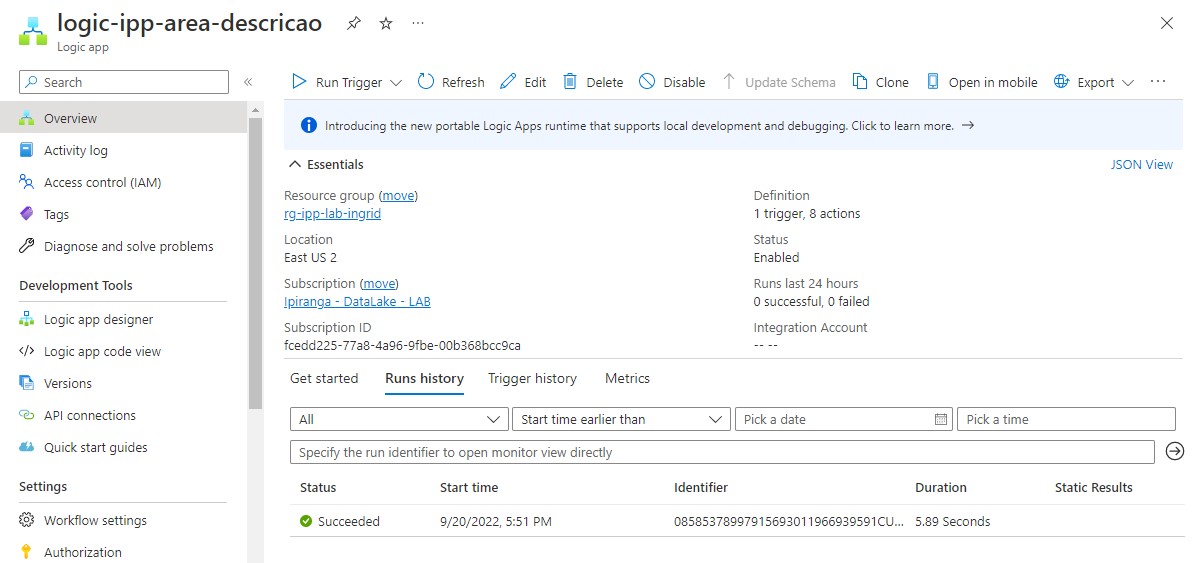 logic-ipp-area-descricao
Logic app
Search
Overview
Activity log
Access control (IAM)
Tags
Diagnose and solve problems
Development Tools
Logic app designer
Logic app code view
Versions
API connections
Quick start guides
Settings
Workflow settings
Authorization
Run Trigger Refresh Edit Delete Disable Update Schema Clone Open in mobile Export
Introducing the new portable Logic Apps runtime that supports local development and debugging. Click to learn more.
Essentials JSON View
Resource group (move)
rg-ipp-lab-ingrid
Location
East US 2
Subscription (move)
Ipiranga - DataLake - LAB
Subscription ID
fcedd225-77a8-4a96-9fbe-00b368bcc9ca
Definition
1 trigger, 8 actions
Status
Enabled
Runs last 24 hours
0 successful, 0 failed
Integration Account
-- --
Get started Runs history Trigger history Metrics
All Start time earlier than Pick a date Pick a time
Specify the run identifier to open monitor view directly
Status Start time Identifier Duration Static Results
Succeeded 9/20/2022, 5:51 PM 08585378997915693011966939591CU... 5.89 Seconds